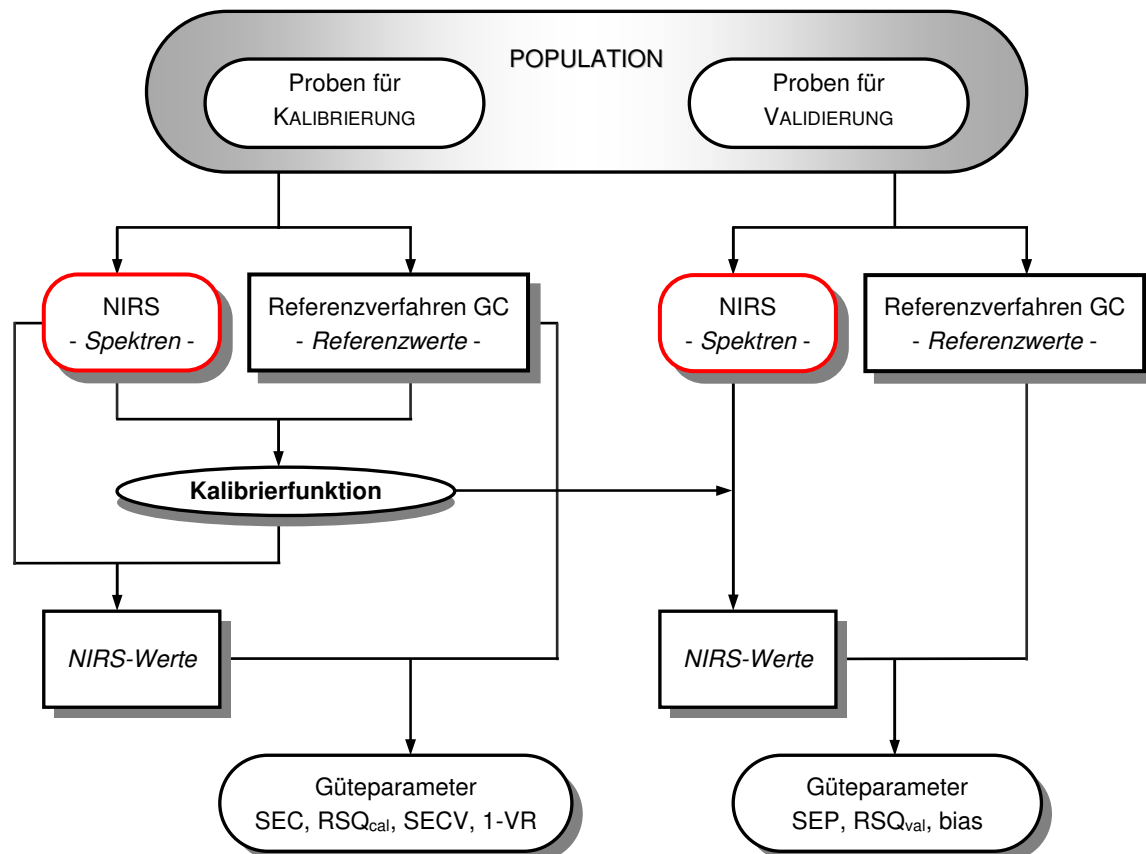 POPULATION
Proben für
KALIBRIERUNG
Proben für
VALIDIERUNG
NIRS
- Spektren -
Referenzverfahren GC
- Referenzwerte -
NIRS
- Spektren -
Referenzverfahren GC
- Referenzwerte -
Kalibrierfunktion
NIRS-Werte
NIRS-Werte
Güteparameter
SEC, RSQcal, SECV, 1-VR
Güteparameter
SEP, RSQval, bias